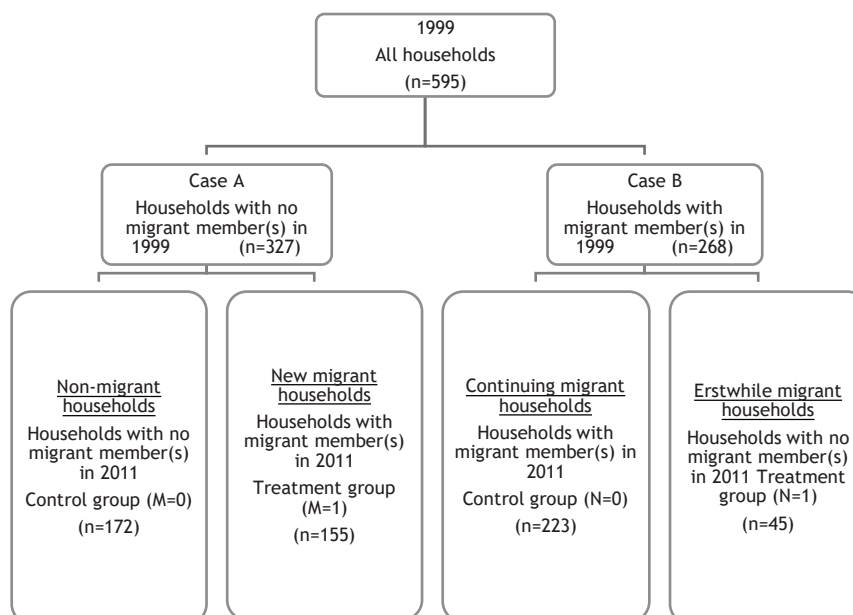 1999
All households
(n=595)
Case A
Households with no
migrant member(s) in
1999 (n=327)
Case B
Households with
migrant member(s) in
1999 (n=268)
Non-migrant
households
Households with no
migrant member(s)
in 2011
Control group (M=0)
(n=172)
New migrant
households
Households with
migrant member(s)
in 2011
Treatment group
(M=1)
(n=155)
Continuing migrant
households
Households with
migrant member(s) in
2011
Control group (N=0)
(n=223)
Erstwhile migrant
households
Households with no
migrant member(s)
in 2011 Treatment
group (N=1)
(n=45)